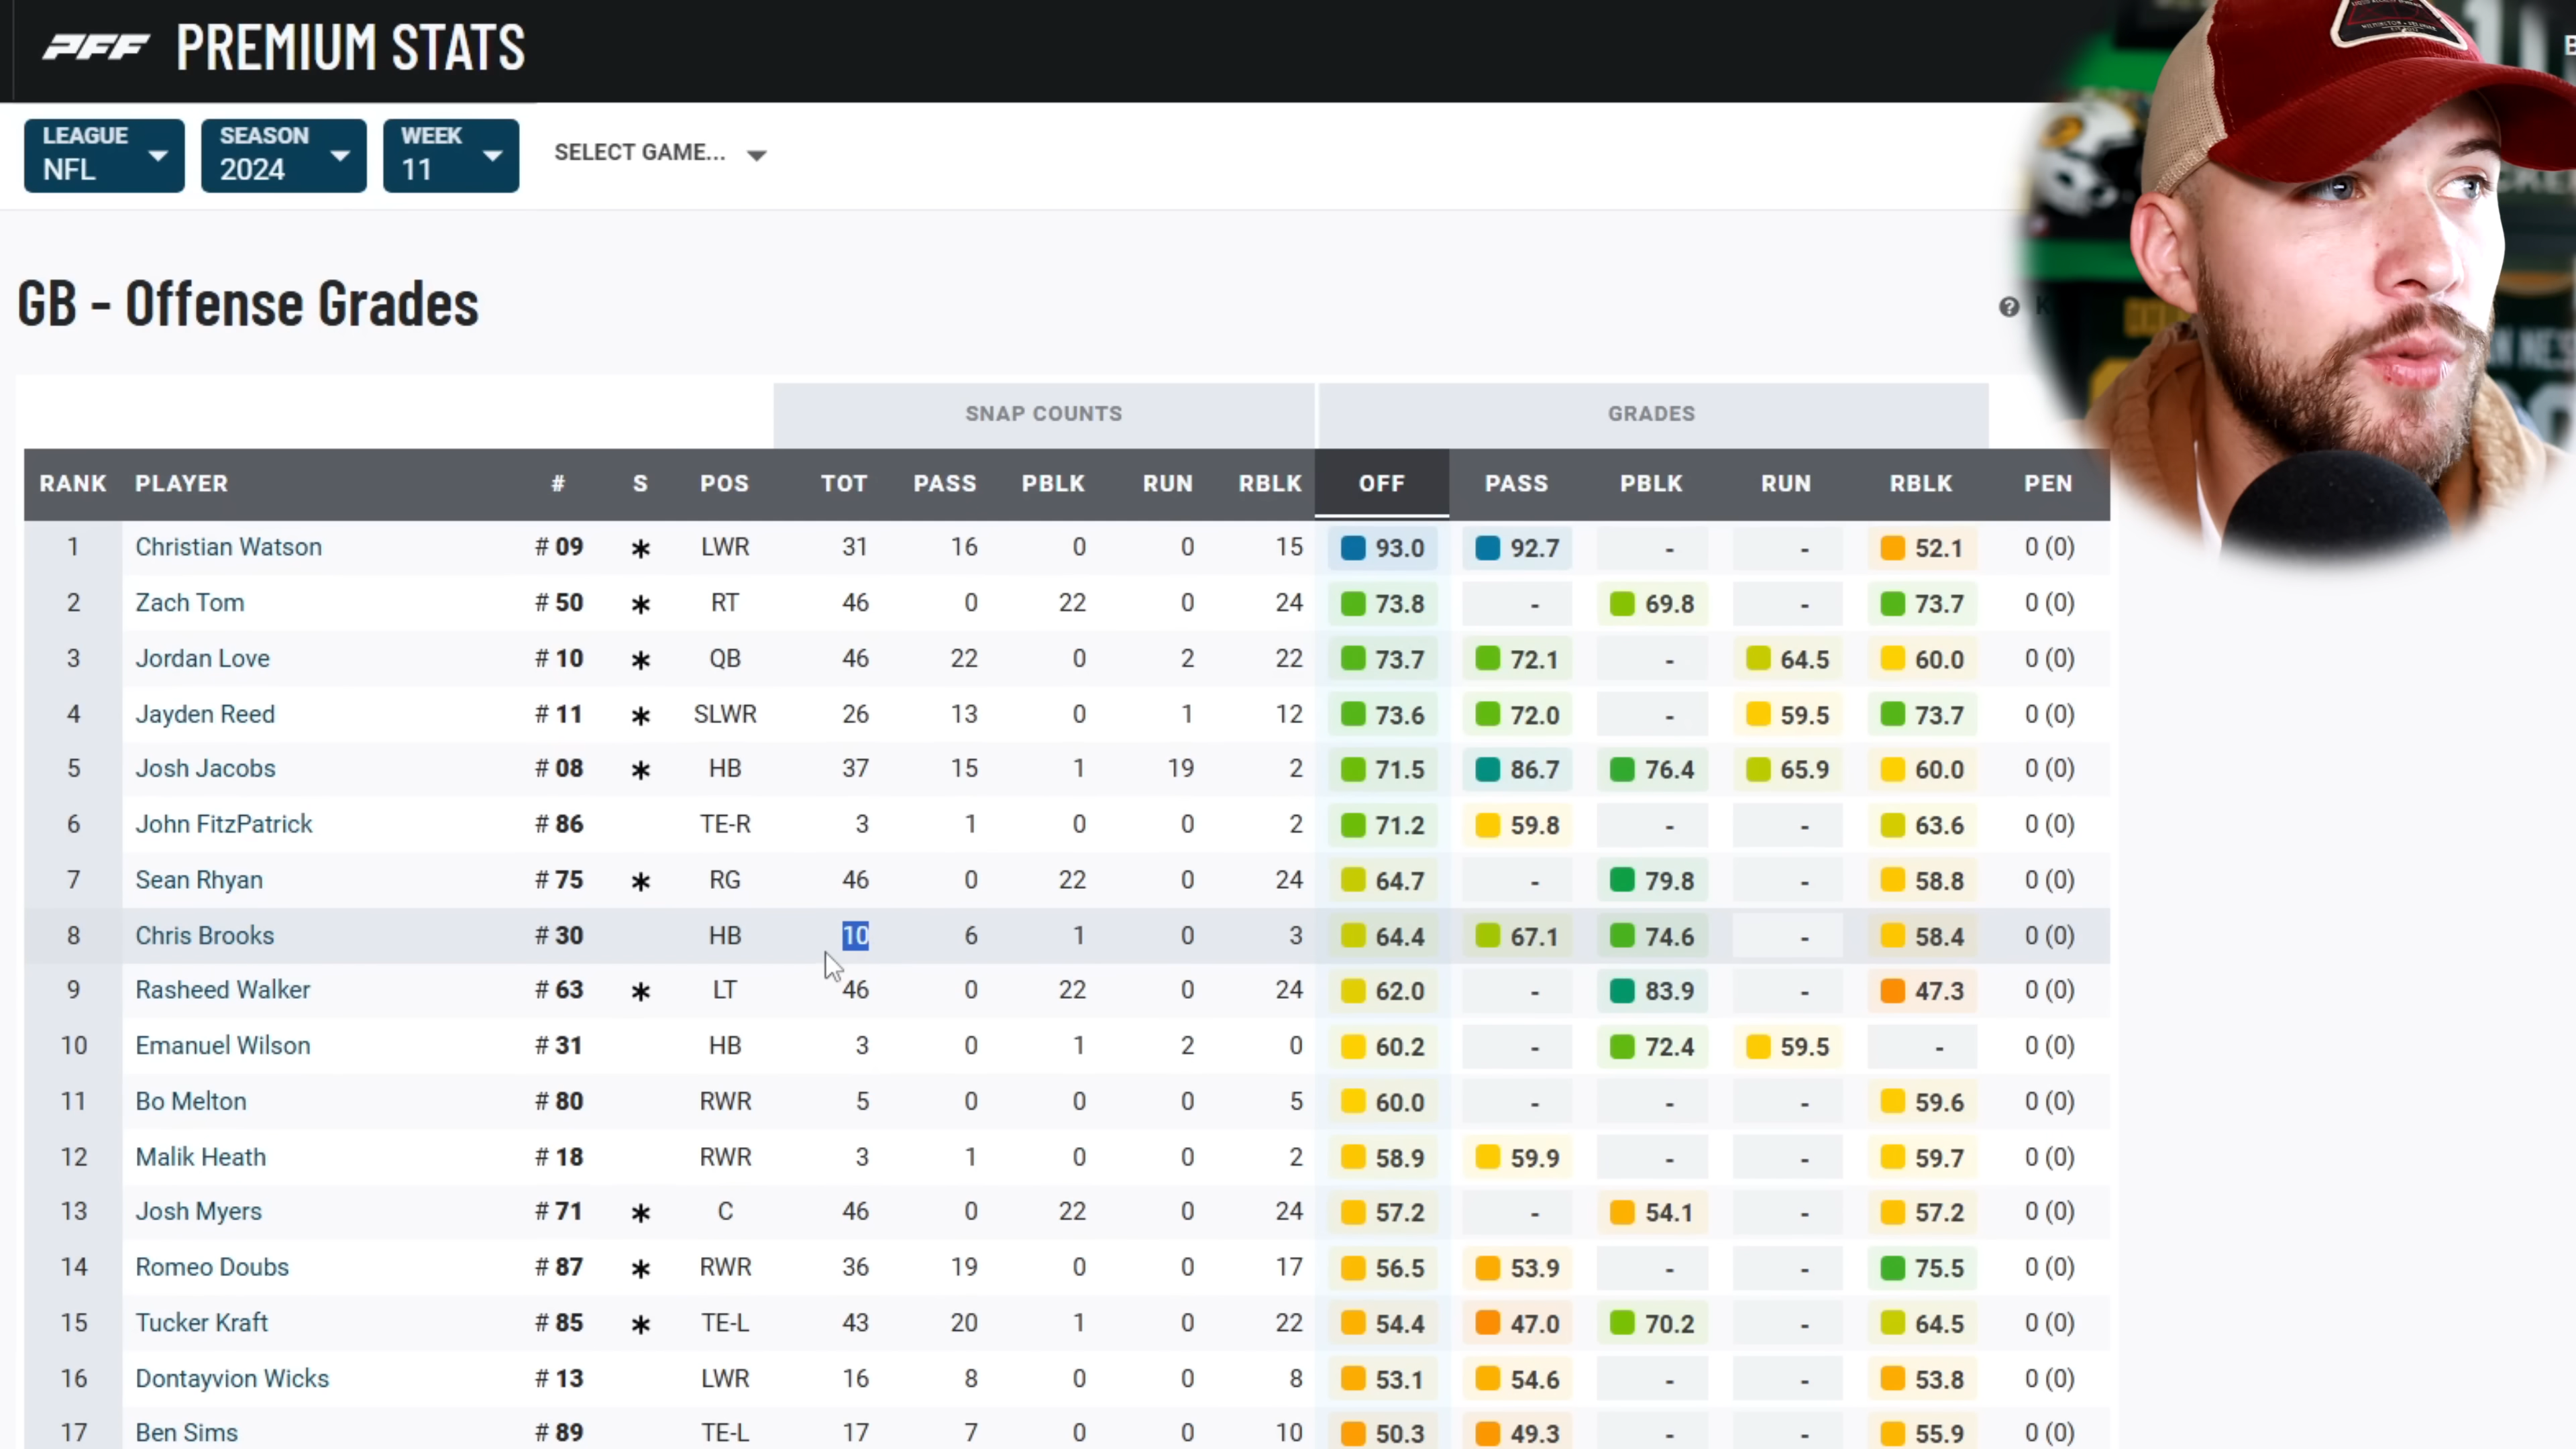 PFF PREMIUM STATS
LEAGUE NFL SEASON 2024 WEEK 11 SELECT GAME...
GB - Offense Grades
SNAP COUNTS GRADES
RANK PLAYER # S POS TOT PASS PBLK RUN RBLK OFF PASS PBLK RUN RBLK PEN
1 Christian Watson # 09 * LWR 31 16 0 0 15 93.0 92.7 - - 52.1 0 (0)
2 Zach Tom # 50 * RT 46 0 22 0 24 73.8 - 69.8 - 73.7 0 (0)
3 Jordan Love # 10 * QB 46 22 0 2 22 73.7 72.1 - 64.5 60.0 0 (0)
4 Jayden Reed # 11 * SLWR 26 13 0 1 12 73.6 72.0 - 59.5 73.7 0 (0)
5 Josh Jacobs # 08 * HB 37 15 1 19 2 71.5 86.7 76.4 65.9 60.0 0 (0)
6 John FitzPatrick # 86 TE-R 3 1 0 0 2 71.2 59.8 - - 63.6 0 (0)
7 Sean Rhyan # 75 * RG 46 0 22 0 24 64.7 - 79.8 - 58.8 0 (0)
8 Chris Brooks # 30 HB 10 6 1 0 3 64.4 67.1 74.6 - 58.4 0 (0)
9 Rasheed Walker # 63 * LT 46 0 22 0 24 62.0 - 83.9 - 47.3 0 (0)
10 Emanuel Wilson # 31 HB 3 0 1 2 0 60.2 - 72.4 59.5 - 0 (0)
11 Bo Melton # 80 RWR 5 0 0 0 5 60.0 - - - 59.6 0 (0)
12 Malik Heath # 18 RWR 3 1 0 0 2 58.9 59.9 - - 59.7 0 (0)
13 Josh Myers # 71 * C 46 0 22 0 24 57.2 - 54.1 - 57.2 0 (0)
14 Romeo Doubs # 87 * RWR 36 19 0 0 17 56.5 53.9 - - 75.5 0 (0)
15 Tucker Kraft # 85 * TE-L 43 20 1 0 22 54.4 47.0 70.2 - 64.5 0 (0)
16 Dontayvion Wicks # 13 LWR 16 8 0 0 8 53.1 54.6 - - 53.8 0 (0)
17 Ben Sims # 89 TE-L 17 7 0 0 10 50.3 49.3 - - 55.9 0 (0)